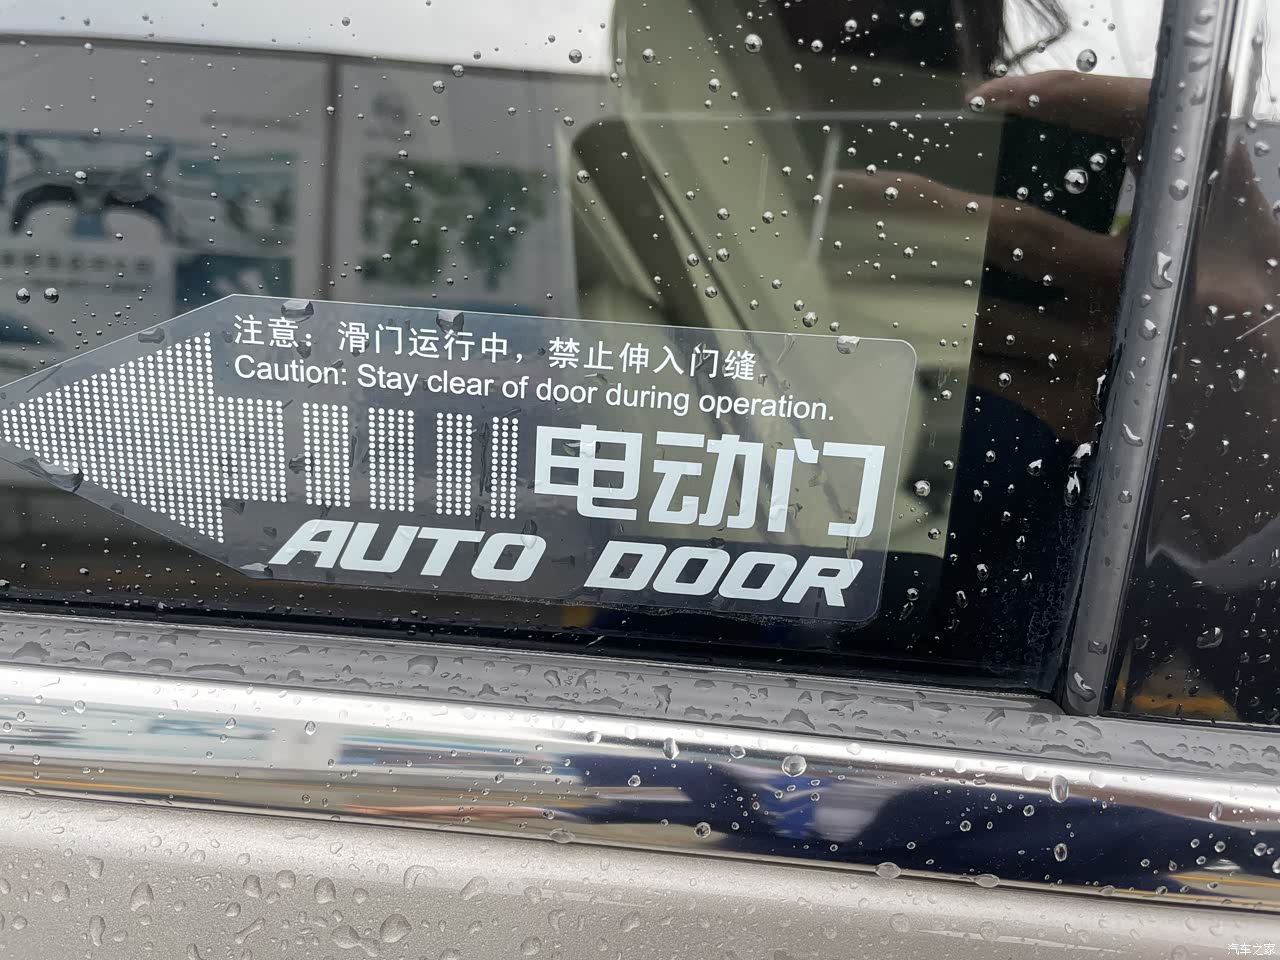 注意：滑门运行中，禁止伸入门缝
Caution: Stay clear of door during operation.
电动门
AUTO DOOR
汽车之家